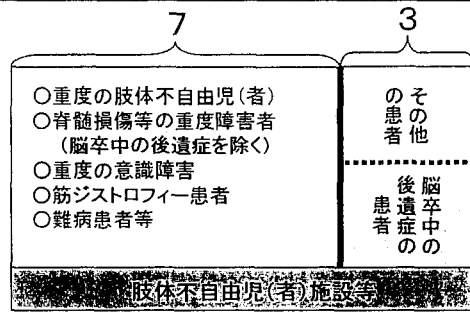 7
3
○重度の肢体不自由児(者)
○脊髄損傷等の重度障害者
(脳卒中の後遺症を除く)
○重度の意識障害
○筋ジストロフィー患者
○難病患者等
その他
の患者
脳卒中の
後遺症の
患者
肢体不自由児(者)施設等